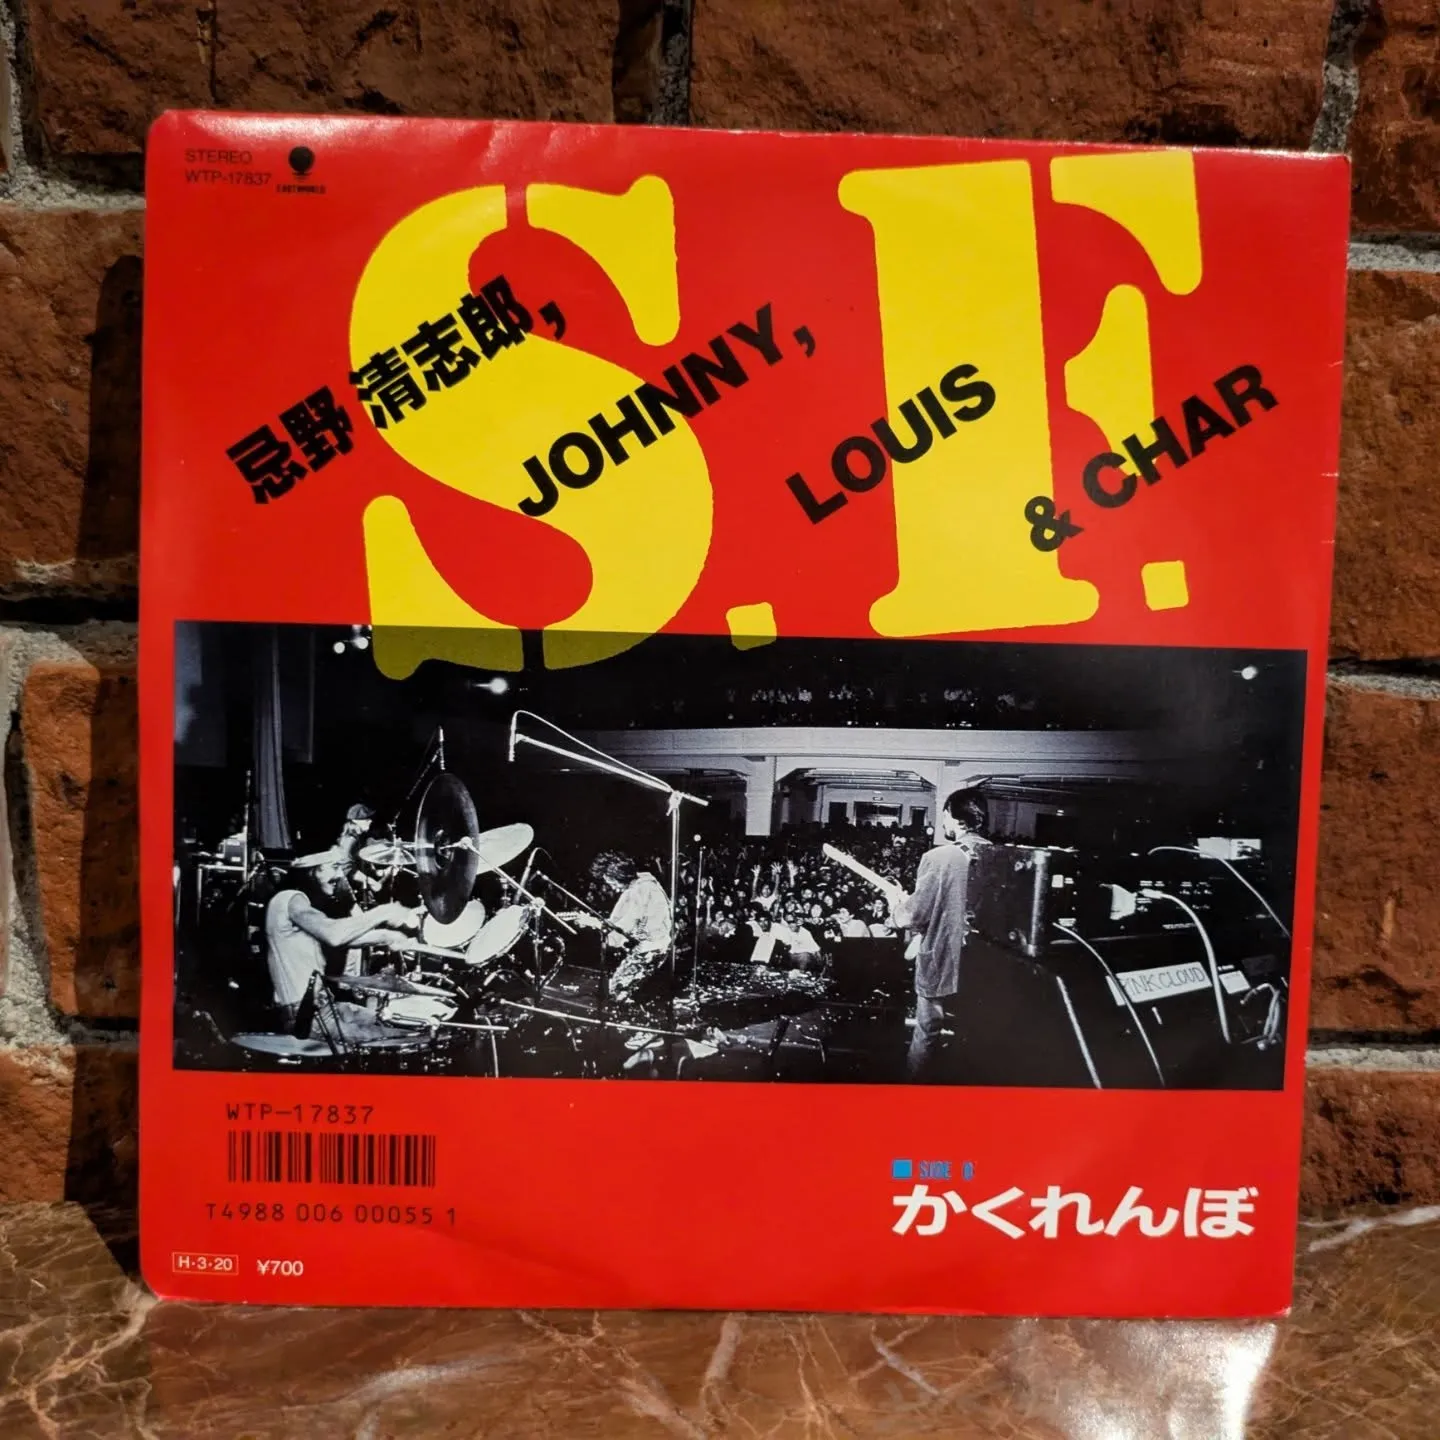 STEREO
WTP-17837
EASTWORLD
S.F.
忌野 清志郎,
JOHNNY,
LOUIS
& CHAR
PINK CLOUD
WTP-17837
T4988 006 00055 1
SIDE B
かくれんぼ
H・3・20 ¥700